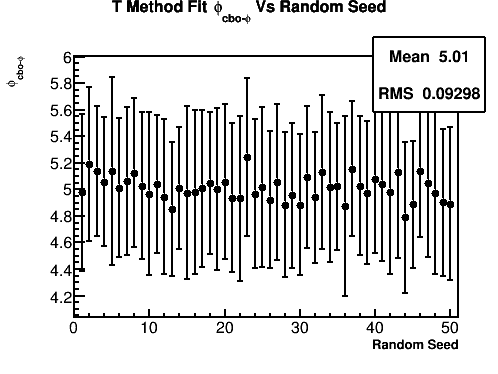 T Method Fit ϕcbo-ϕ Vs Random Seed
Mean 5.01
RMS 0.09298
ϕcbo-ϕ
6
5.8
5.6
5.4
5.2
5
4.8
4.6
4.4
4.2
0 10 20 30 40 50
Random Seed